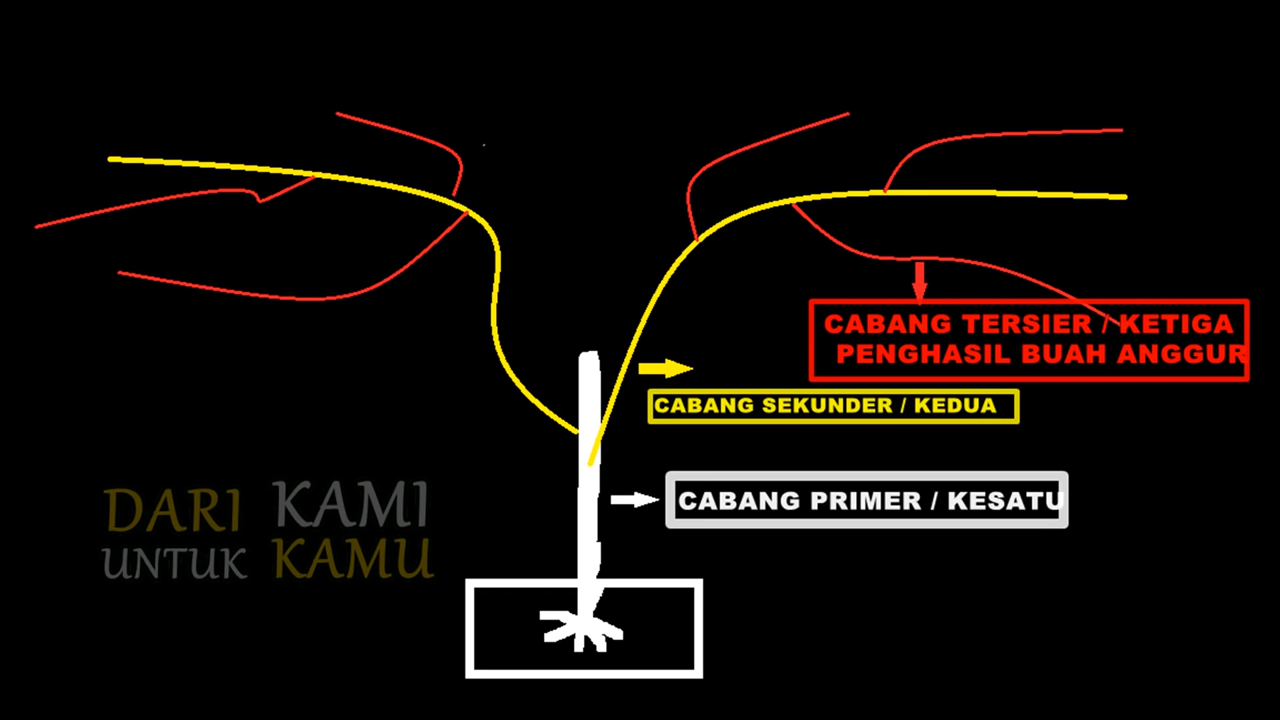 CABANG TERSIER / KETIGA
PENGHASIL BUAH ANGGUR
CABANG SEKUNDER / KEDUA
CABANG PRIMER / KESATU
DARI KAMI
UNTUK KAMU